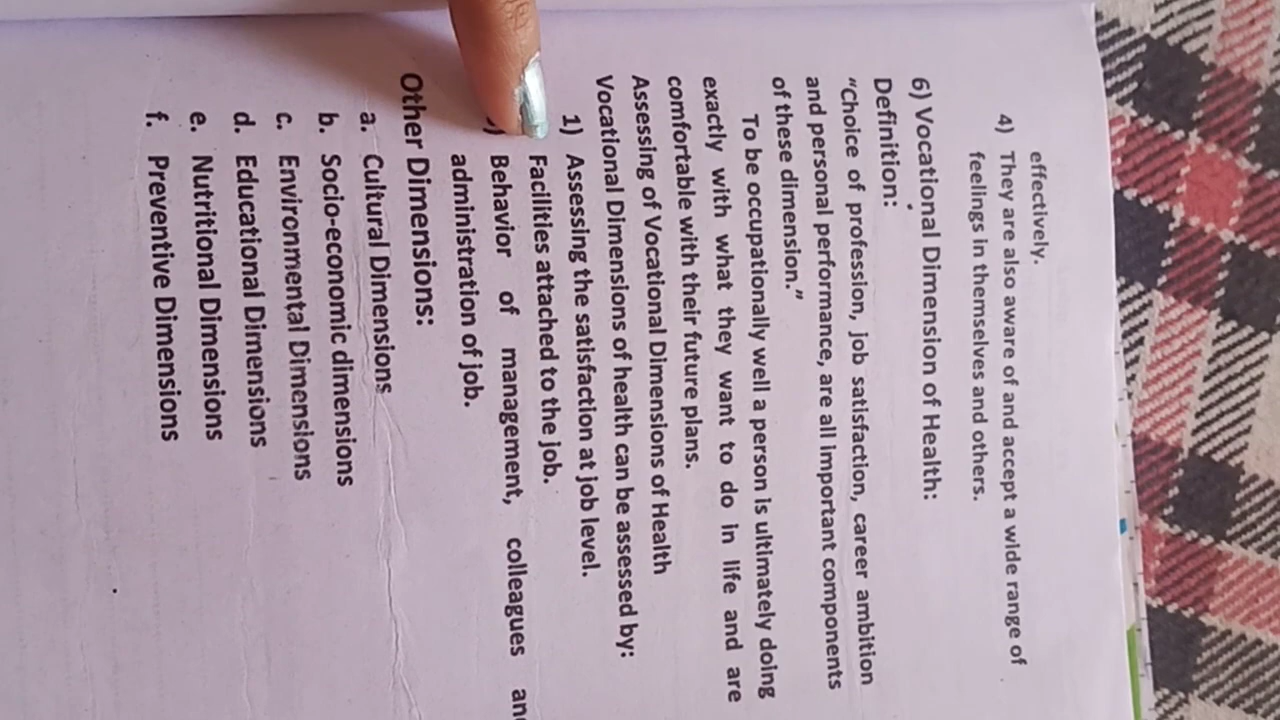 effectively.
4) They are also aware of and accept a wide range of
feelings in themselves and others.
6) Vocational Dimension of Health:
Definition:
“Choice of profession, job satisfaction, career ambition
and personal performance, are all important components
of these dimension.”
To be occupationally well a person is ultimately doing
exactly with what they want to do in life and are
comfortable with their future plans.
Assessing of Vocational Dimensions of Health
Vocational Dimensions of health can be assessed by:
1) Assessing the satisfaction at job level.
Facilities attached to the job.
) Behavior of management, colleagues an
administration of job.
Other Dimensions:
a. Cultural Dimensions
b. Socio-economic dimensions
c. Environmental Dimensions
d. Educational Dimensions
e. Nutritional Dimensions
f. Preventive Dimensions